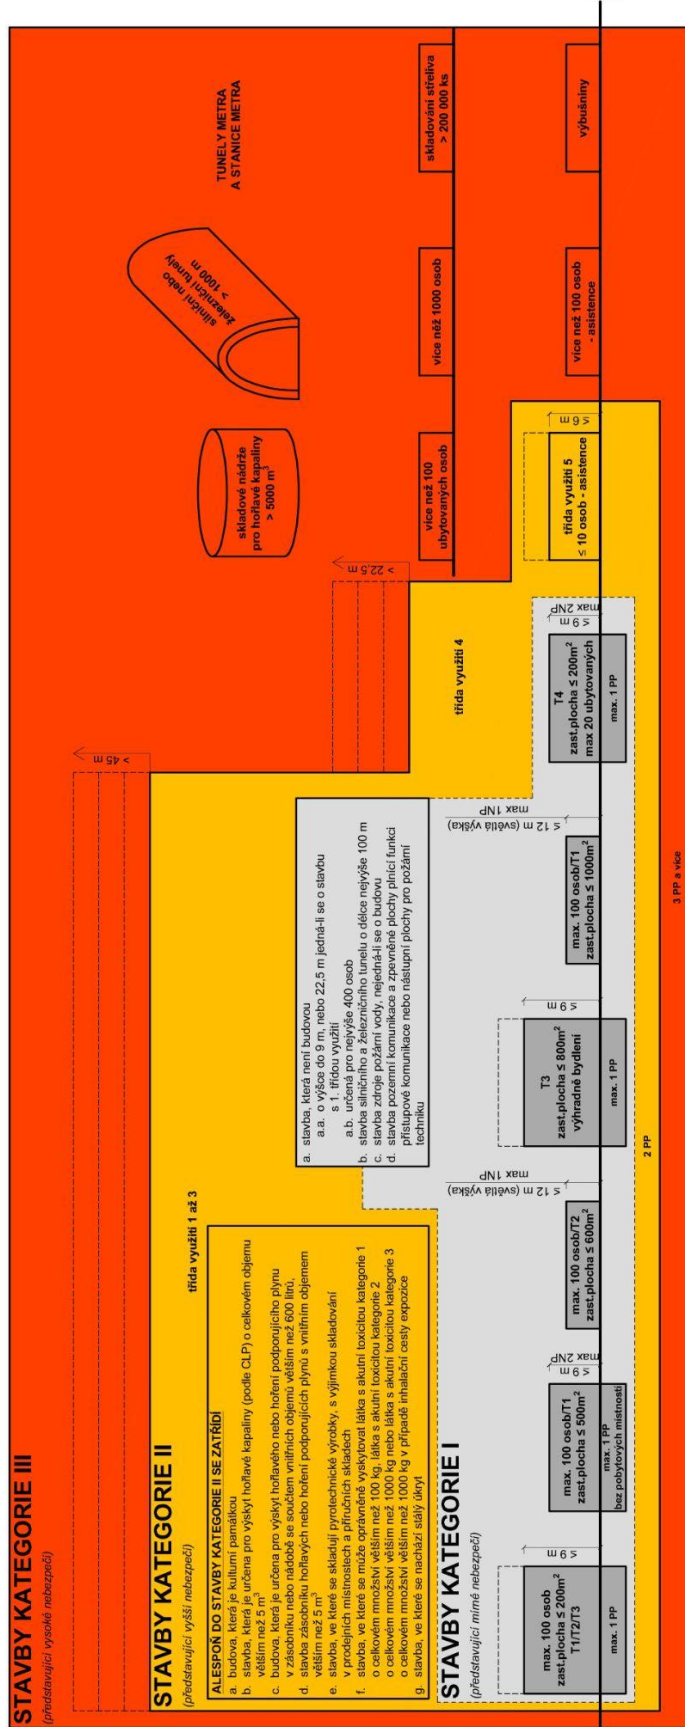 STAVBY KATEGORIE III
(představující vysoké nebezpečí)
> 45 m
> 22,5 m
skladové nádrže
pro hořlavé kapaliny
> 5000 m³
silniční nebo
železniční tunely
> 1000 m
TUNELY METRA
A STANICE METRA
více než 100
ubytovaných osob
více něž 1000 osob
skladování střeliva
> 200 000 ks
více než 100 osob
- asistence
výbušniny
3 PP a více
STAVBY KATEGORIE II
(představující vyšší nebezpečí)
třída využití 1 až 3
třída využití 4
ALESPOŇ DO STAVBY KATEGORIE II SE ZATŘÍDÍ
a. budova, která je kulturní památkou
b. stavba, která je určena pro výskyt hořlavé kapaliny (podle CLP) o celkovém objemu
větším než 5 m³
c. budova, která je určena pro výskyt hořlavého nebo hoření podporujícího plynu
v zásobníku nebo nádobě se součtem vnitřních objemů větším než 600 litrů,
d. stavba zásobníku hořlavých nebo hoření podporujících plynů s vnitřním objemem
větším než 5 m³
e. stavba, ve které se skladují pyrotechnické výrobky, s výjimkou skladování
v prodejních místnostech a příručních skladech
f. stavba, ve které se může oprávněně vyskytovat látka s akutní toxicitou kategorie 1
o celkovém množství větším než 100 kg, látka s akutní toxicitou kategorie 2
o celkovém množství větším než 1000 kg nebo látka s akutní toxicitou kategorie 3
o celkovém množství větším než 1000 kg v případě inhalační cesty expozice
g. stavba, ve které se nachází stálý úkryt
třída využití 5
≤ 10 osob - asistence
≤ 6 m
2 PP
STAVBY KATEGORIE I
(představující mírné nebezpečí)
a. stavba, která není budovou
a.a. o výšce do 9 m, nebo 22,5 m jedná-li se o stavbu
s 1. třídou využití
a.b. určená pro nejvýše 400 osob
b. stavba silničního a železničního tunelu o délce nejvýše 100 m
c. stavba zdroje požární vody, nejedná-li se o budovu
d. stavba pozemní komunikace a zpevněné plochy plnící funkci
přístupové komunikace nebo nástupní plochy pro požární
techniku
max. 100 osob
zast.plocha ≤ 200m²
T1/T2/T3
max. 1 PP
≤ 9 m
max. 100 osob/T1
zast.plocha ≤ 500m²
max. 1 PP
bez pobytových místností
≤ 9 m
max 2NP
max. 100 osob/T2
zast.plocha ≤ 600m²
≤ 12 m (světlá výška)
max 1NP
T3
zast.plocha ≤ 800m²
výhradně bydlení
max. 1 PP
≤ 9 m
max. 100 osob/T1
zast.plocha ≤ 1000m²
≤ 12 m (světlá výška)
max 1NP
T4
zast.plocha ≤ 200m²
max 20 ubytovaných
max. 1 PP
≤ 9 m
max 2NP